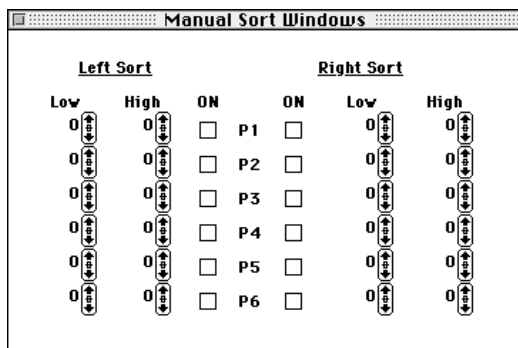 Manual Sort Windows
Left Sort Right Sort
Low High ON ON Low High
0 0 P1 0 0
0 0 P2 0 0
0 0 P3 0 0
0 0 P4 0 0
0 0 P5 0 0
0 0 P6 0 0